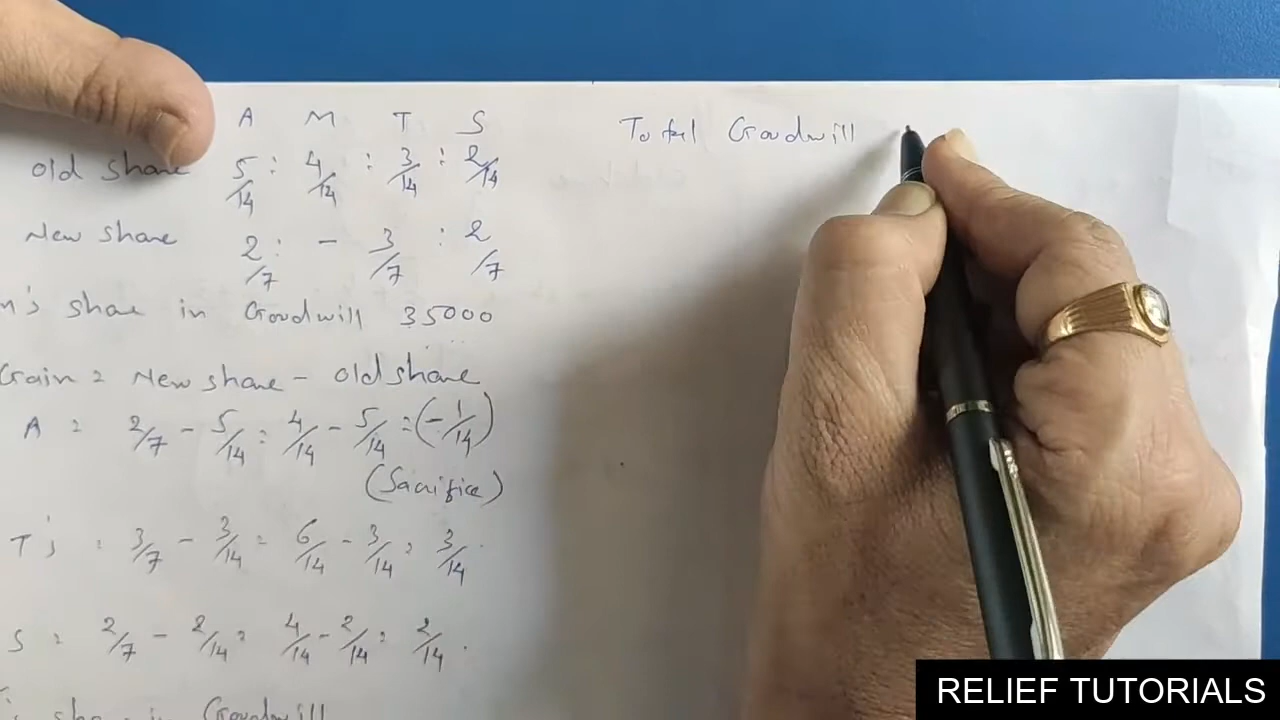 A M T S
old share 5/14 : 4/14 : 3/14 : 2/14
New share 2/7 : - 3/7 : 2/7
m's share in Goodwill 35000
Gain = New share - old share
A = 2/7 - 5/14 = 4/14 - 5/14 = (-1/14)
(Sacrifice)
T's = 3/7 - 3/14 = 6/14 - 3/14 = 3/14.
S = 2/7 - 2/14 = 4/14 - 2/14 = 2/14.
share in Goodwill
Total Goodwill
RELIEF TUTORIALS